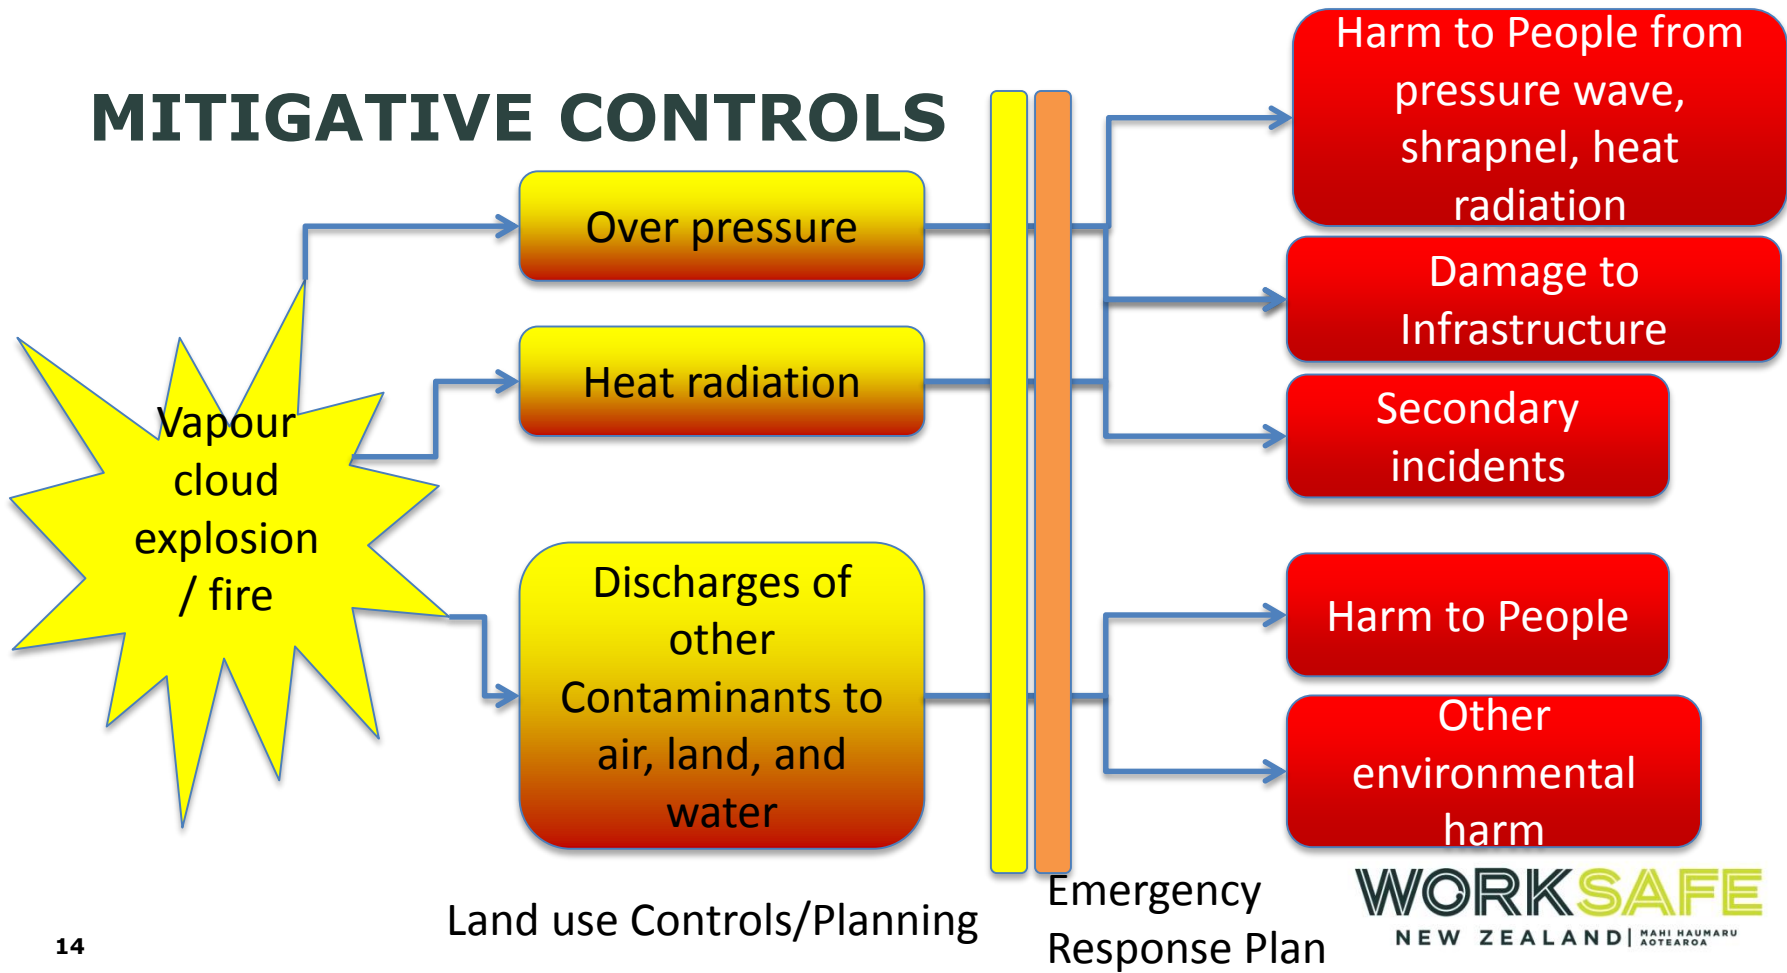 MITIGATIVE CONTROLS
Vapour
cloud
explosion
/ fire
Over pressure
Heat radiation
Discharges of
other
Contaminants to
air, land, and
water
Harm to People from
pressure wave,
shrapnel, heat
radiation
Damage to
Infrastructure
Secondary
incidents
Harm to People
Other
environmental
harm
Land use Controls/Planning
Emergency
Response Plan
WORKSAFE
NEW ZEALAND | MAHI HAUMARU
AOTEAROA
14